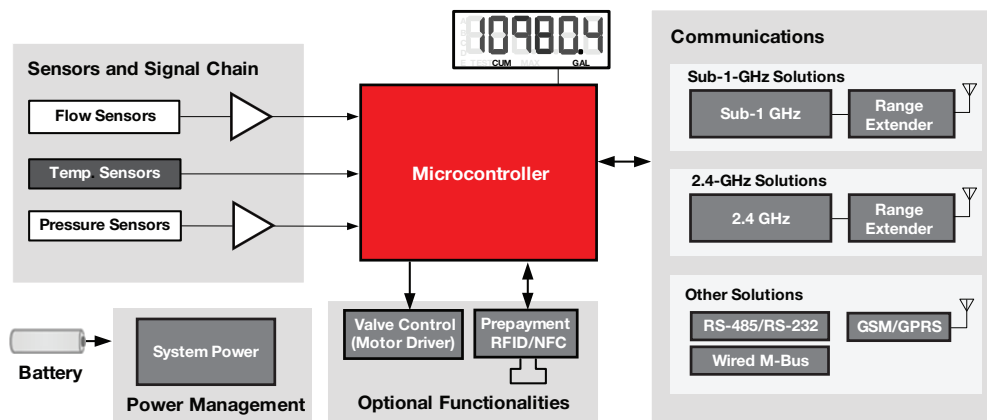 10980.4
TEST CUM MAX GAL
Sensors and Signal Chain
Flow Sensors
Temp. Sensors
Pressure Sensors
Microcontroller
Communications
Sub-1-GHz Solutions
Sub-1 GHz
Range
Extender
2.4-GHz Solutions
2.4 GHz
Range
Extender
Other Solutions
RS-485/RS-232
GSM/GPRS
Wired M-Bus
Valve Control
(Motor Driver)
Prepayment
RFID/NFC
Optional Functionalities
Battery
System Power
Power Management